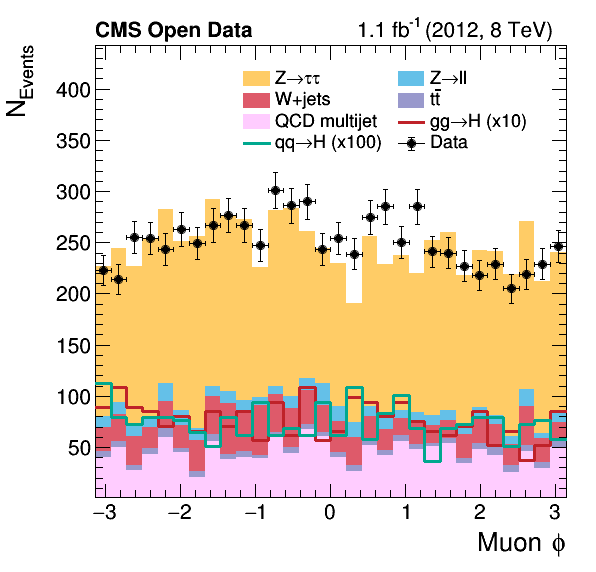 CMS Open Data 1.1 fb⁻¹ (2012, 8 TeV)
N_Events
Z→ττ Z→ll
W+jets tt̄
QCD multijet gg→H (x10)
qq→H (x100) Data
400
350
300
250
200
150
100
50
−3 −2 −1 0 1 2 3
Muon ϕ